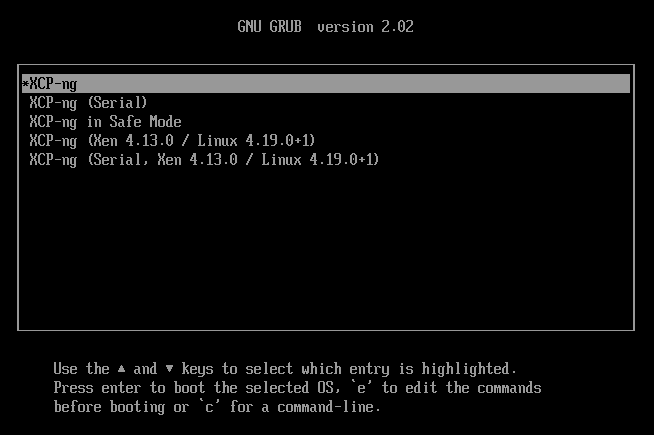 GNU GRUB  version 2.02
*XCP-ng
XCP-ng (Serial)
XCP-ng in Safe Mode
XCP-ng (Xen 4.13.0 / Linux 4.19.0+1)
XCP-ng (Serial, Xen 4.13.0 / Linux 4.19.0+1)
Use the ▲ and ▼ keys to select which entry is highlighted.
Press enter to boot the selected OS, `e' to edit the commands
before booting or `c' for a command-line.